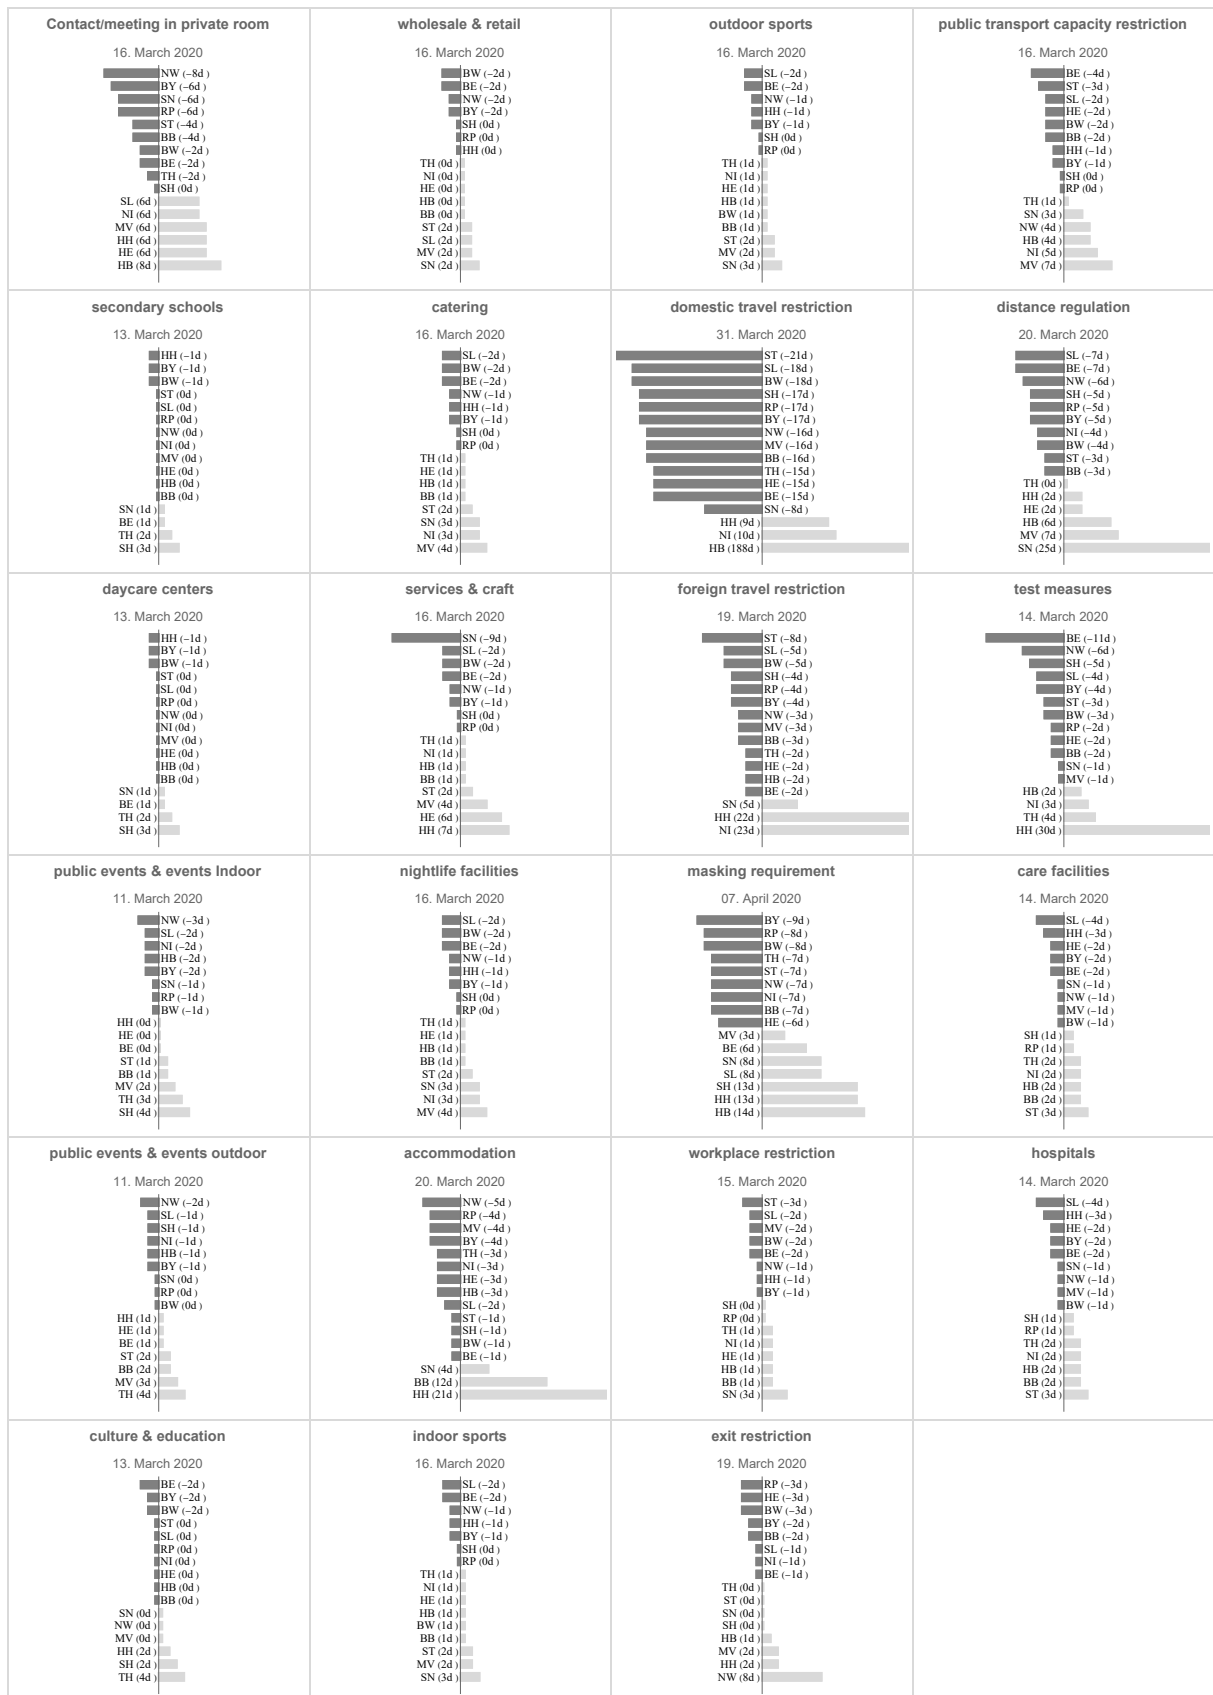 Contact/meeting in private room
16. March 2020
NW (−8d )
BY (−6d )
SN (−6d )
RP (−6d )
ST (−4d )
BB (−4d )
BW (−2d )
BE (−2d )
TH (−2d )
SH (0d )
SL (6d )
NI (6d )
MV (6d )
HH (6d )
HE (6d )
HB (8d )
wholesale & retail
16. March 2020
BW (−2d )
BE (−2d )
NW (−2d )
BY (−2d )
SH (0d )
RP (0d )
HH (0d )
TH (0d )
NI (0d )
HE (0d )
HB (0d )
BB (0d )
ST (2d )
SL (2d )
MV (2d )
SN (2d )
outdoor sports
16. March 2020
SL (−2d )
BE (−2d )
NW (−1d )
HH (−1d )
BY (−1d )
SH (0d )
RP (0d )
TH (1d )
NI (1d )
HE (1d )
HB (1d )
BW (1d )
BB (1d )
ST (2d )
MV (2d )
SN (3d )
public transport capacity restriction
16. March 2020
BE (−4d )
ST (−3d )
SL (−2d )
HE (−2d )
BW (−2d )
BB (−2d )
HH (−1d )
BY (−1d )
SH (0d )
RP (0d )
TH (1d )
SN (3d )
NW (4d )
HB (4d )
NI (5d )
MV (7d )
secondary schools
13. March 2020
HH (−1d )
BY (−1d )
BW (−1d )
ST (0d )
SL (0d )
RP (0d )
NW (0d )
NI (0d )
MV (0d )
HE (0d )
HB (0d )
BB (0d )
SN (1d )
BE (1d )
TH (2d )
SH (3d )
catering
16. March 2020
SL (−2d )
BW (−2d )
BE (−2d )
NW (−1d )
HH (−1d )
BY (−1d )
SH (0d )
RP (0d )
TH (1d )
HE (1d )
HB (1d )
BB (1d )
ST (2d )
SN (3d )
NI (3d )
MV (4d )
domestic travel restriction
31. March 2020
ST (−21d )
SL (−18d )
BW (−18d )
SH (−17d )
RP (−17d )
BY (−17d )
NW (−16d )
MV (−16d )
BB (−16d )
TH (−15d )
HE (−15d )
BE (−15d )
SN (−8d )
HH (9d )
NI (10d )
HB (188d )
distance regulation
20. March 2020
SL (−7d )
BE (−7d )
NW (−6d )
SH (−5d )
RP (−5d )
BY (−5d )
NI (−4d )
BW (−4d )
ST (−3d )
BB (−3d )
TH (0d )
HH (2d )
HE (2d )
HB (6d )
MV (7d )
SN (25d )
daycare centers
13. March 2020
HH (−1d )
BY (−1d )
BW (−1d )
ST (0d )
SL (0d )
RP (0d )
NW (0d )
NI (0d )
MV (0d )
HE (0d )
HB (0d )
BB (0d )
SN (1d )
BE (1d )
TH (2d )
SH (3d )
services & craft
16. March 2020
SN (−9d )
SL (−2d )
BW (−2d )
BE (−2d )
NW (−1d )
BY (−1d )
SH (0d )
RP (0d )
TH (1d )
NI (1d )
HB (1d )
BB (1d )
ST (2d )
MV (4d )
HE (6d )
HH (7d )
foreign travel restriction
19. March 2020
ST (−8d )
SL (−5d )
BW (−5d )
SH (−4d )
RP (−4d )
BY (−4d )
NW (−3d )
MV (−3d )
BB (−3d )
TH (−2d )
HE (−2d )
HB (−2d )
BE (−2d )
SN (5d )
HH (22d )
NI (23d )
test measures
14. March 2020
BE (−11d )
NW (−6d )
SH (−5d )
SL (−4d )
BY (−4d )
ST (−3d )
BW (−3d )
RP (−2d )
HE (−2d )
BB (−2d )
SN (−1d )
MV (−1d )
HB (2d )
NI (3d )
TH (4d )
HH (30d )
public events & events Indoor
11. March 2020
NW (−3d )
SL (−2d )
NI (−2d )
HB (−2d )
BY (−2d )
SN (−1d )
RP (−1d )
BW (−1d )
HH (0d )
HE (0d )
BE (0d )
ST (1d )
BB (1d )
MV (2d )
TH (3d )
SH (4d )
nightlife facilities
16. March 2020
SL (−2d )
BW (−2d )
BE (−2d )
NW (−1d )
HH (−1d )
BY (−1d )
SH (0d )
RP (0d )
TH (1d )
HE (1d )
HB (1d )
BB (1d )
ST (2d )
SN (3d )
NI (3d )
MV (4d )
masking requirement
07. April 2020
BY (−9d )
RP (−8d )
BW (−8d )
TH (−7d )
ST (−7d )
NW (−7d )
NI (−7d )
BB (−7d )
HE (−6d )
MV (3d )
BE (6d )
SN (8d )
SL (8d )
SH (13d )
HH (13d )
HB (14d )
care facilities
14. March 2020
SL (−4d )
HH (−3d )
HE (−2d )
BY (−2d )
BE (−2d )
SN (−1d )
NW (−1d )
MV (−1d )
BW (−1d )
SH (1d )
RP (1d )
TH (2d )
NI (2d )
HB (2d )
BB (2d )
ST (3d )
public events & events outdoor
11. March 2020
NW (−2d )
SL (−1d )
SH (−1d )
NI (−1d )
HB (−1d )
BY (−1d )
SN (0d )
RP (0d )
BW (0d )
HH (1d )
HE (1d )
BE (1d )
ST (2d )
BB (2d )
MV (3d )
TH (4d )
accommodation
20. March 2020
NW (−5d )
RP (−4d )
MV (−4d )
BY (−4d )
TH (−3d )
NI (−3d )
HE (−3d )
HB (−3d )
SL (−2d )
ST (−1d )
SH (−1d )
BW (−1d )
BE (−1d )
SN (4d )
BB (12d )
HH (21d )
workplace restriction
15. March 2020
ST (−3d )
SL (−2d )
MV (−2d )
BW (−2d )
BE (−2d )
NW (−1d )
HH (−1d )
BY (−1d )
SH (0d )
RP (0d )
TH (1d )
NI (1d )
HE (1d )
HB (1d )
BB (1d )
SN (3d )
hospitals
14. March 2020
SL (−4d )
HH (−3d )
HE (−2d )
BY (−2d )
BE (−2d )
SN (−1d )
NW (−1d )
MV (−1d )
BW (−1d )
SH (1d )
RP (1d )
TH (2d )
NI (2d )
HB (2d )
BB (2d )
ST (3d )
culture & education
13. March 2020
BE (−2d )
BY (−2d )
BW (−2d )
ST (0d )
SL (0d )
RP (0d )
NI (0d )
HE (0d )
HB (0d )
BB (0d )
SN (0d )
NW (0d )
MV (0d )
HH (2d )
SH (2d )
TH (4d )
indoor sports
16. March 2020
SL (−2d )
BE (−2d )
NW (−1d )
HH (−1d )
BY (−1d )
SH (0d )
RP (0d )
TH (1d )
NI (1d )
HE (1d )
HB (1d )
BW (1d )
BB (1d )
ST (2d )
MV (2d )
SN (3d )
exit restriction
19. March 2020
RP (−3d )
HE (−3d )
BW (−3d )
BY (−2d )
BB (−2d )
SL (−1d )
NI (−1d )
BE (−1d )
TH (0d )
ST (0d )
SN (0d )
SH (0d )
HB (1d )
MV (2d )
HH (2d )
NW (8d )